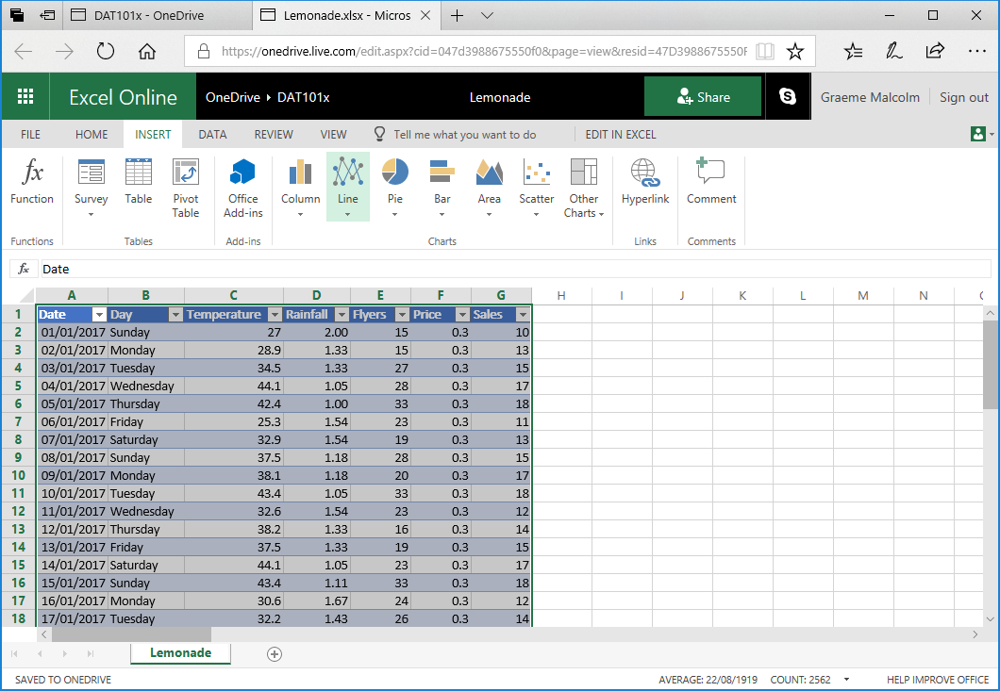 DAT101x - OneDrive
Lemonade.xlsx - Micros
https://onedrive.live.com/edit.aspx?cid=047d3988675550f0&page=view&resid=47D3988675550F
Excel Online
OneDrive DAT101x
Lemonade
Share
Graeme Malcolm
Sign out
FILE HOME INSERT DATA REVIEW VIEW Tell me what you want to do EDIT IN EXCEL
fx
Function Survey Table Pivot Table Office Add-ins Column Line Pie Bar Area Scatter Other Charts Hyperlink Comment
Functions Tables Add-ins Charts Links Comments
fx Date
A B C D E F G H I J K L M N
1 Date Day Temperature Rainfall Flyers Price Sales
2 01/01/2017 Sunday 27 2.00 15 0.3 10
3 02/01/2017 Monday 28.9 1.33 15 0.3 13
4 03/01/2017 Tuesday 34.5 1.33 27 0.3 15
5 04/01/2017 Wednesday 44.1 1.05 28 0.3 17
6 05/01/2017 Thursday 42.4 1.00 33 0.3 18
7 06/01/2017 Friday 25.3 1.54 23 0.3 11
8 07/01/2017 Saturday 32.9 1.54 19 0.3 13
9 08/01/2017 Sunday 37.5 1.18 28 0.3 15
10 09/01/2017 Monday 38.1 1.18 20 0.3 17
11 10/01/2017 Tuesday 43.4 1.05 33 0.3 18
12 11/01/2017 Wednesday 32.6 1.54 23 0.3 12
13 12/01/2017 Thursday 38.2 1.33 16 0.3 14
14 13/01/2017 Friday 37.5 1.33 19 0.3 15
15 14/01/2017 Saturday 44.1 1.05 23 0.3 17
16 15/01/2017 Sunday 43.4 1.11 33 0.3 18
17 16/01/2017 Monday 30.6 1.67 24 0.3 12
18 17/01/2017 Tuesday 32.2 1.43 26 0.3 14
Lemonade
SAVED TO ONEDRIVE AVERAGE: 22/08/1919 COUNT: 2562 HELP IMPROVE OFFICE